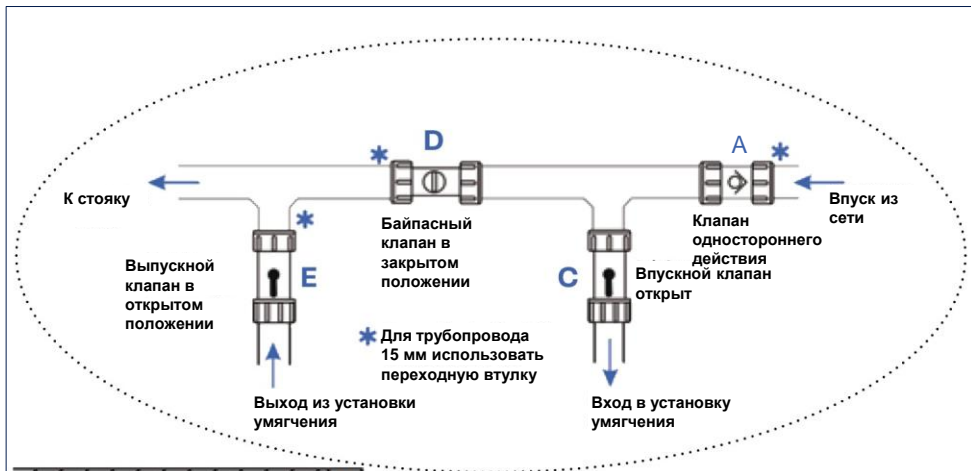 D
A
К стояку
Байпасный
клапан в
закрытом
положении
Клапан
одностороннего
действия
Впуск из
сети
Выпускной
клапан в
открытом
положении
E
C
Впускной клапан
открыт
Для трубопровода
15 мм использовать
переходную втулку
Выход из установки
умягчения
Вход в установку
умягчения